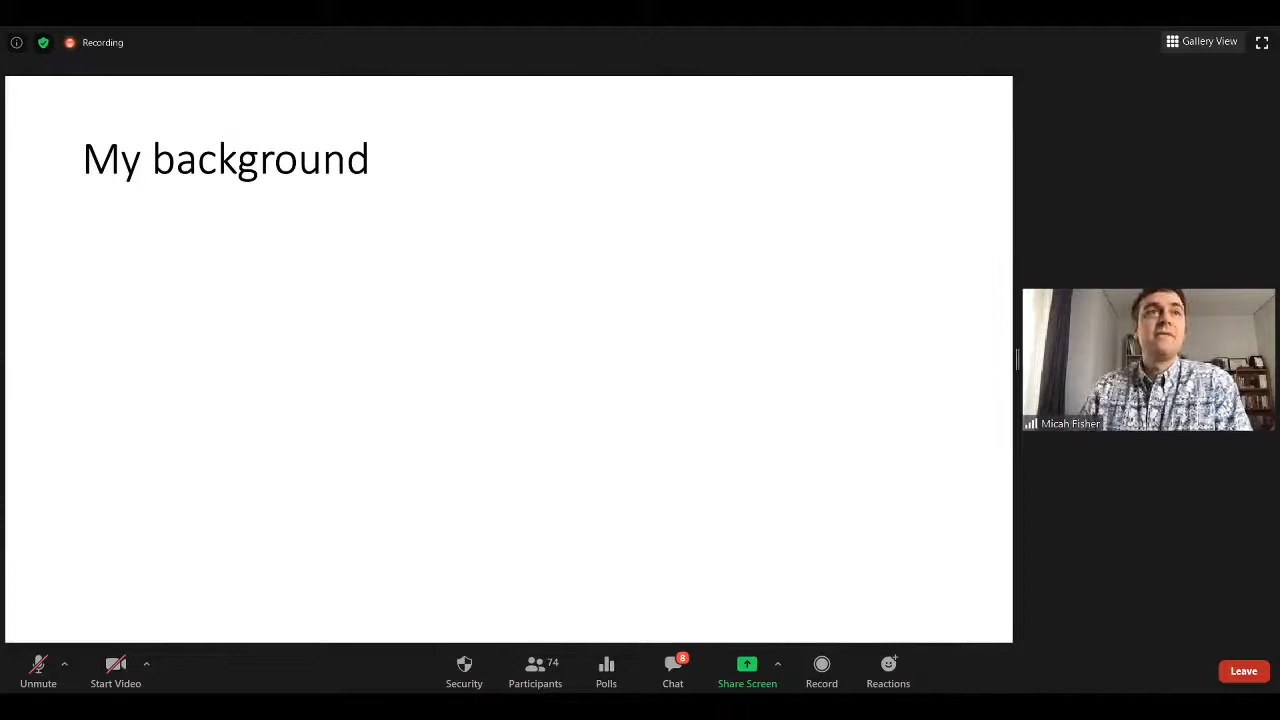 Recording
Gallery View
My background
Micah Fisher
74
8
Unmute
Start Video
Security
Participants
Polls
Chat
Share Screen
Record
Reactions
Leave